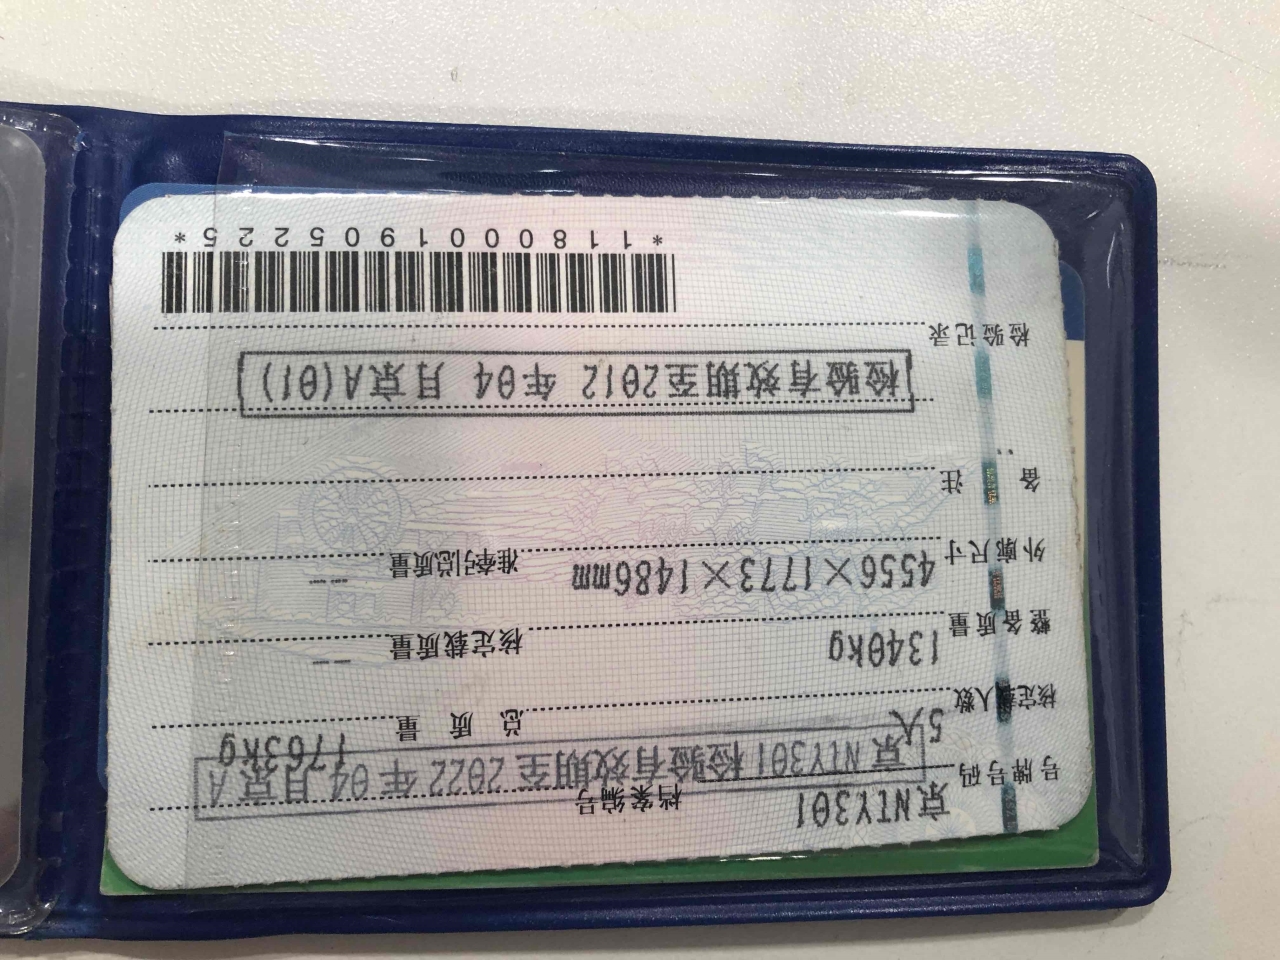 号牌号码 京NIY301 档案编号
京NIY301检验有效期至2022 年04 月京A
核定载人数 5人 总 质 量 1763kg
整备质量 1340kg 核定载质量 --
外廓尺寸 4556×1773×1486mm 准牵引总质量 --
备 注
检验有效期至2012 年04 月京A(01)
检验记录
*1180001905225*